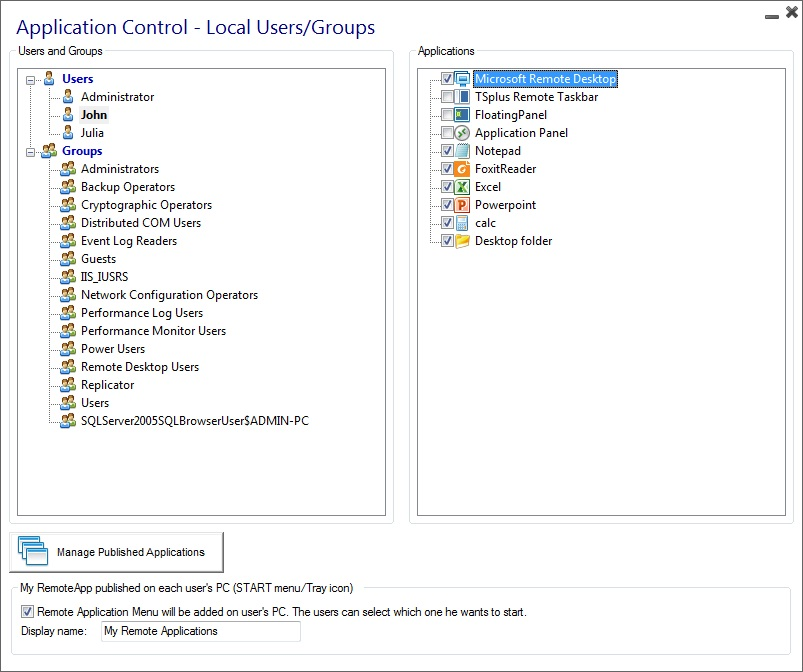 Application Control - Local Users/Groups
Users and Groups
Users
Administrator
John
Julia
Groups
Administrators
Backup Operators
Cryptographic Operators
Distributed COM Users
Event Log Readers
Guests
IIS_IUSRS
Network Configuration Operators
Performance Log Users
Performance Monitor Users
Power Users
Remote Desktop Users
Replicator
Users
SQLServer2005SQLBrowserUser$ADMIN-PC
Applications
Microsoft Remote Desktop
TSplus Remote Taskbar
FloatingPanel
Application Panel
Notepad
FoxitReader
Excel
Powerpoint
calc
Desktop folder
Manage Published Applications
My RemoteApp published on each user's PC (START menu/Tray icon)
Remote Application Menu will be added on user's PC. The users can select which one he wants to start.
Display name: My Remote Applications